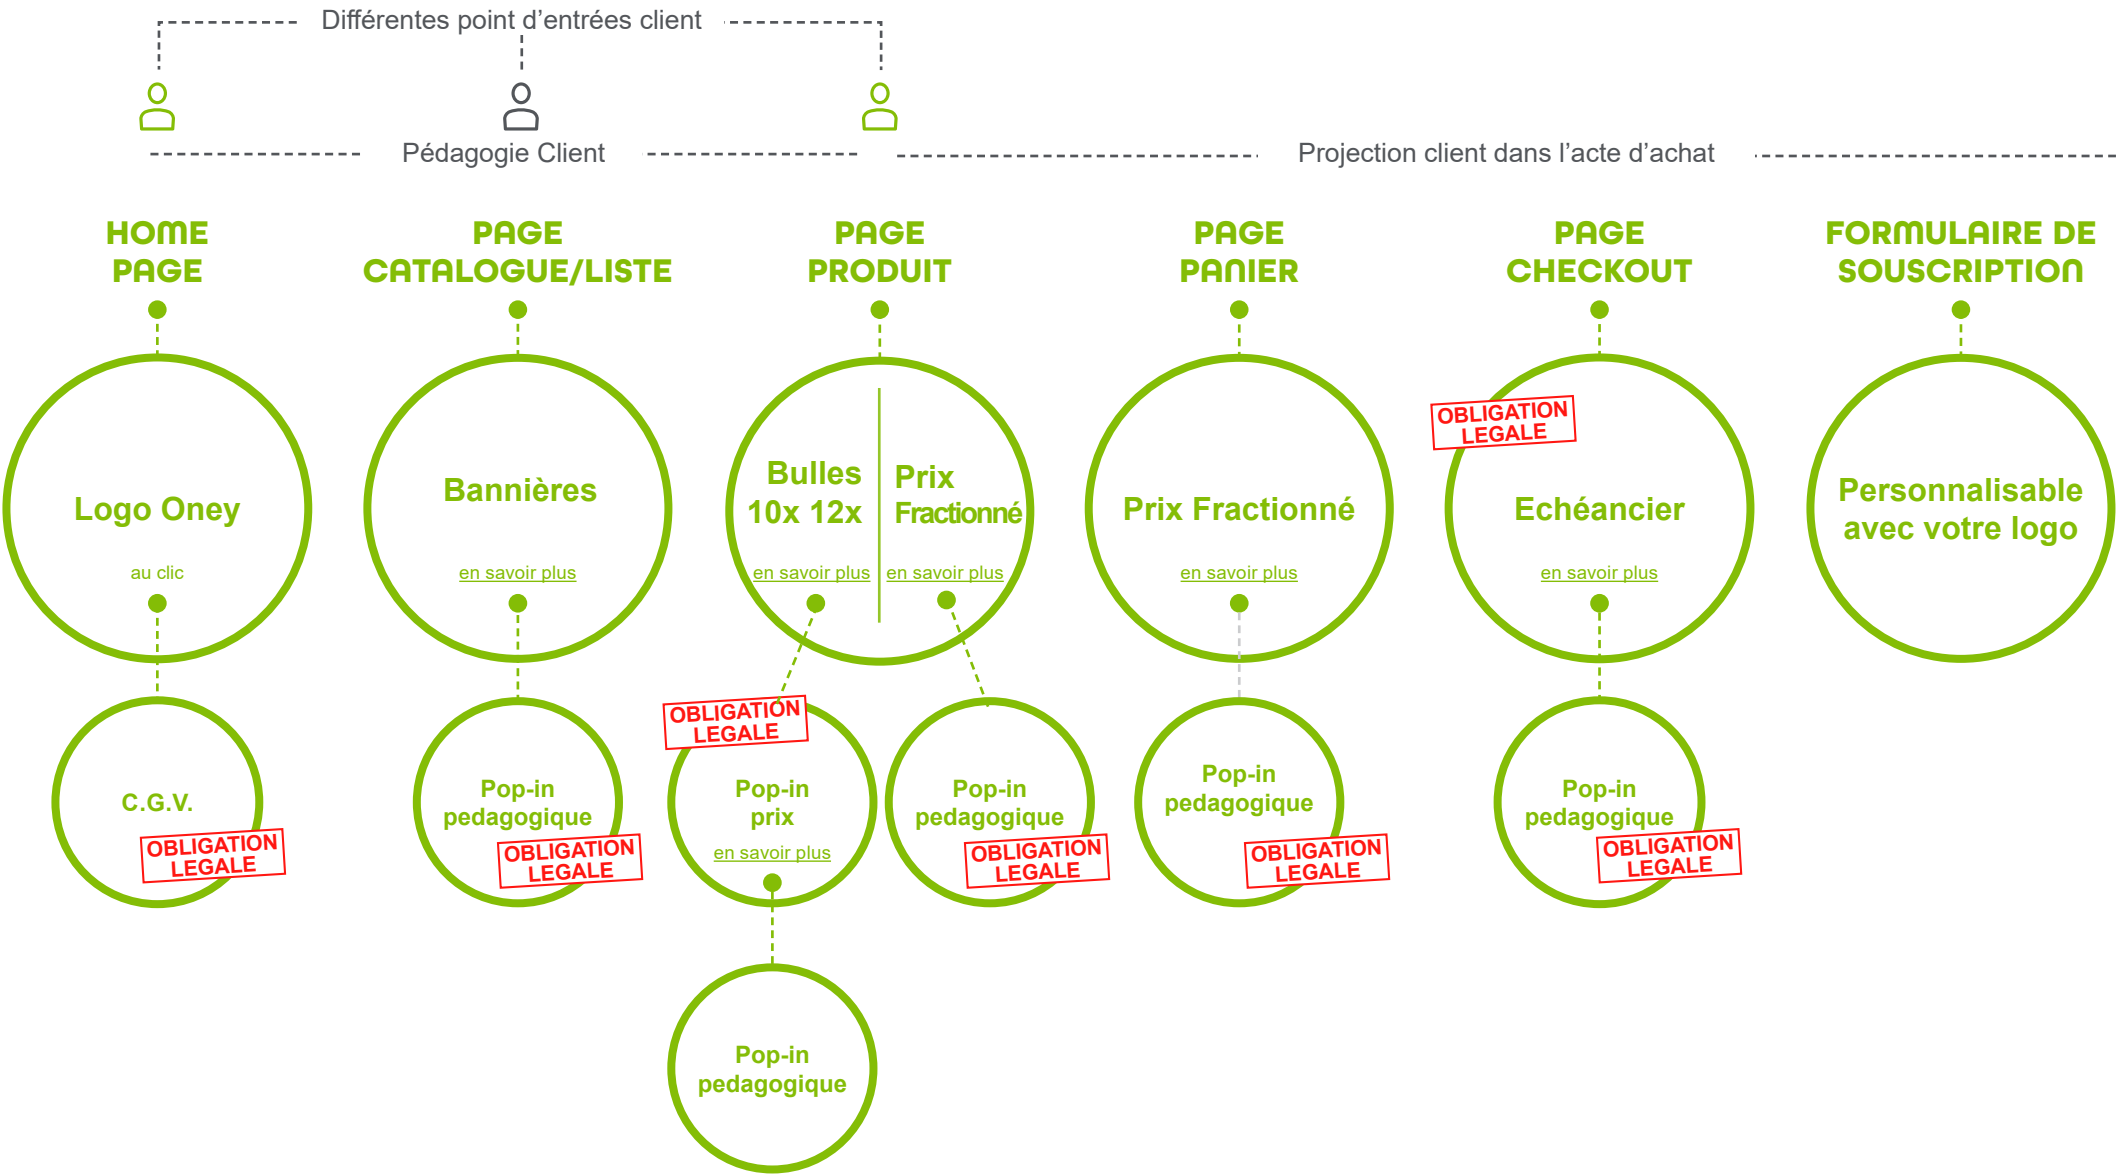 Différentes point d’entrées client
Pédagogie Client
Projection client dans l’acte d’achat
HOME
PAGE
PAGE
CATALOGUE/LISTE
PAGE
PRODUIT
PAGE
PANIER
PAGE
CHECKOUT
FORMULAIRE DE
SOUSCRIPTION
Logo Oney
au clic
Bannières
en savoir plus
Bulles
10x 12x
en savoir plus
Prix
Fractionné
en savoir plus
Prix Fractionné
en savoir plus
OBLIGATION
LEGALE
Echéancier
en savoir plus
Personnalisable
avec votre logo
C.G.V.
OBLIGATION
LEGALE
Pop-in
pedagogique
OBLIGATION
LEGALE
OBLIGATION
LEGALE
Pop-in
prix
en savoir plus
Pop-in
pedagogique
OBLIGATION
LEGALE
Pop-in
pedagogique
OBLIGATION
LEGALE
Pop-in
pedagogique
OBLIGATION
LEGALE
Pop-in
pedagogique